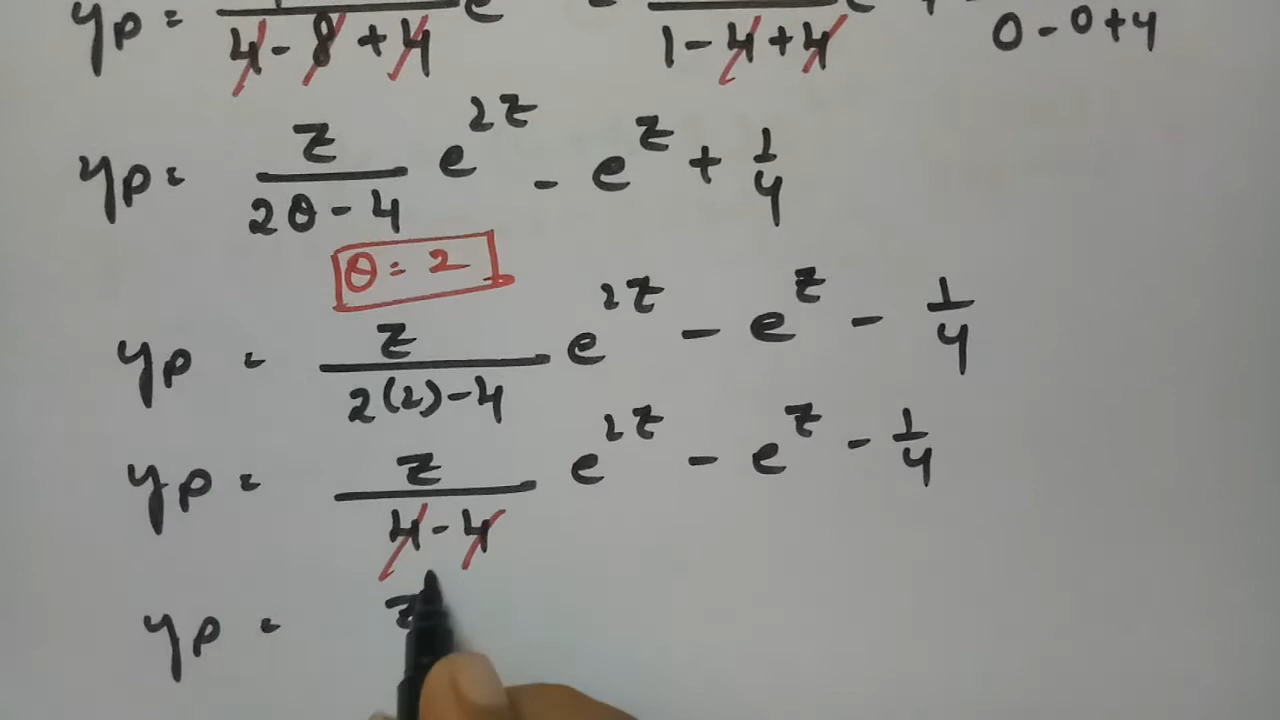 yp = / 4 - 8 + 4 e / 1 - 4 + 4 / 0 - 0 + 4
yp = z / 2θ - 4 e^2z - e^z + 1/4
θ = 2
yp = z / 2(2) - 4 e^2z - e^z - 1/4
yp = z / 4 - 4 e^2z - e^z - 1/4
yp = z